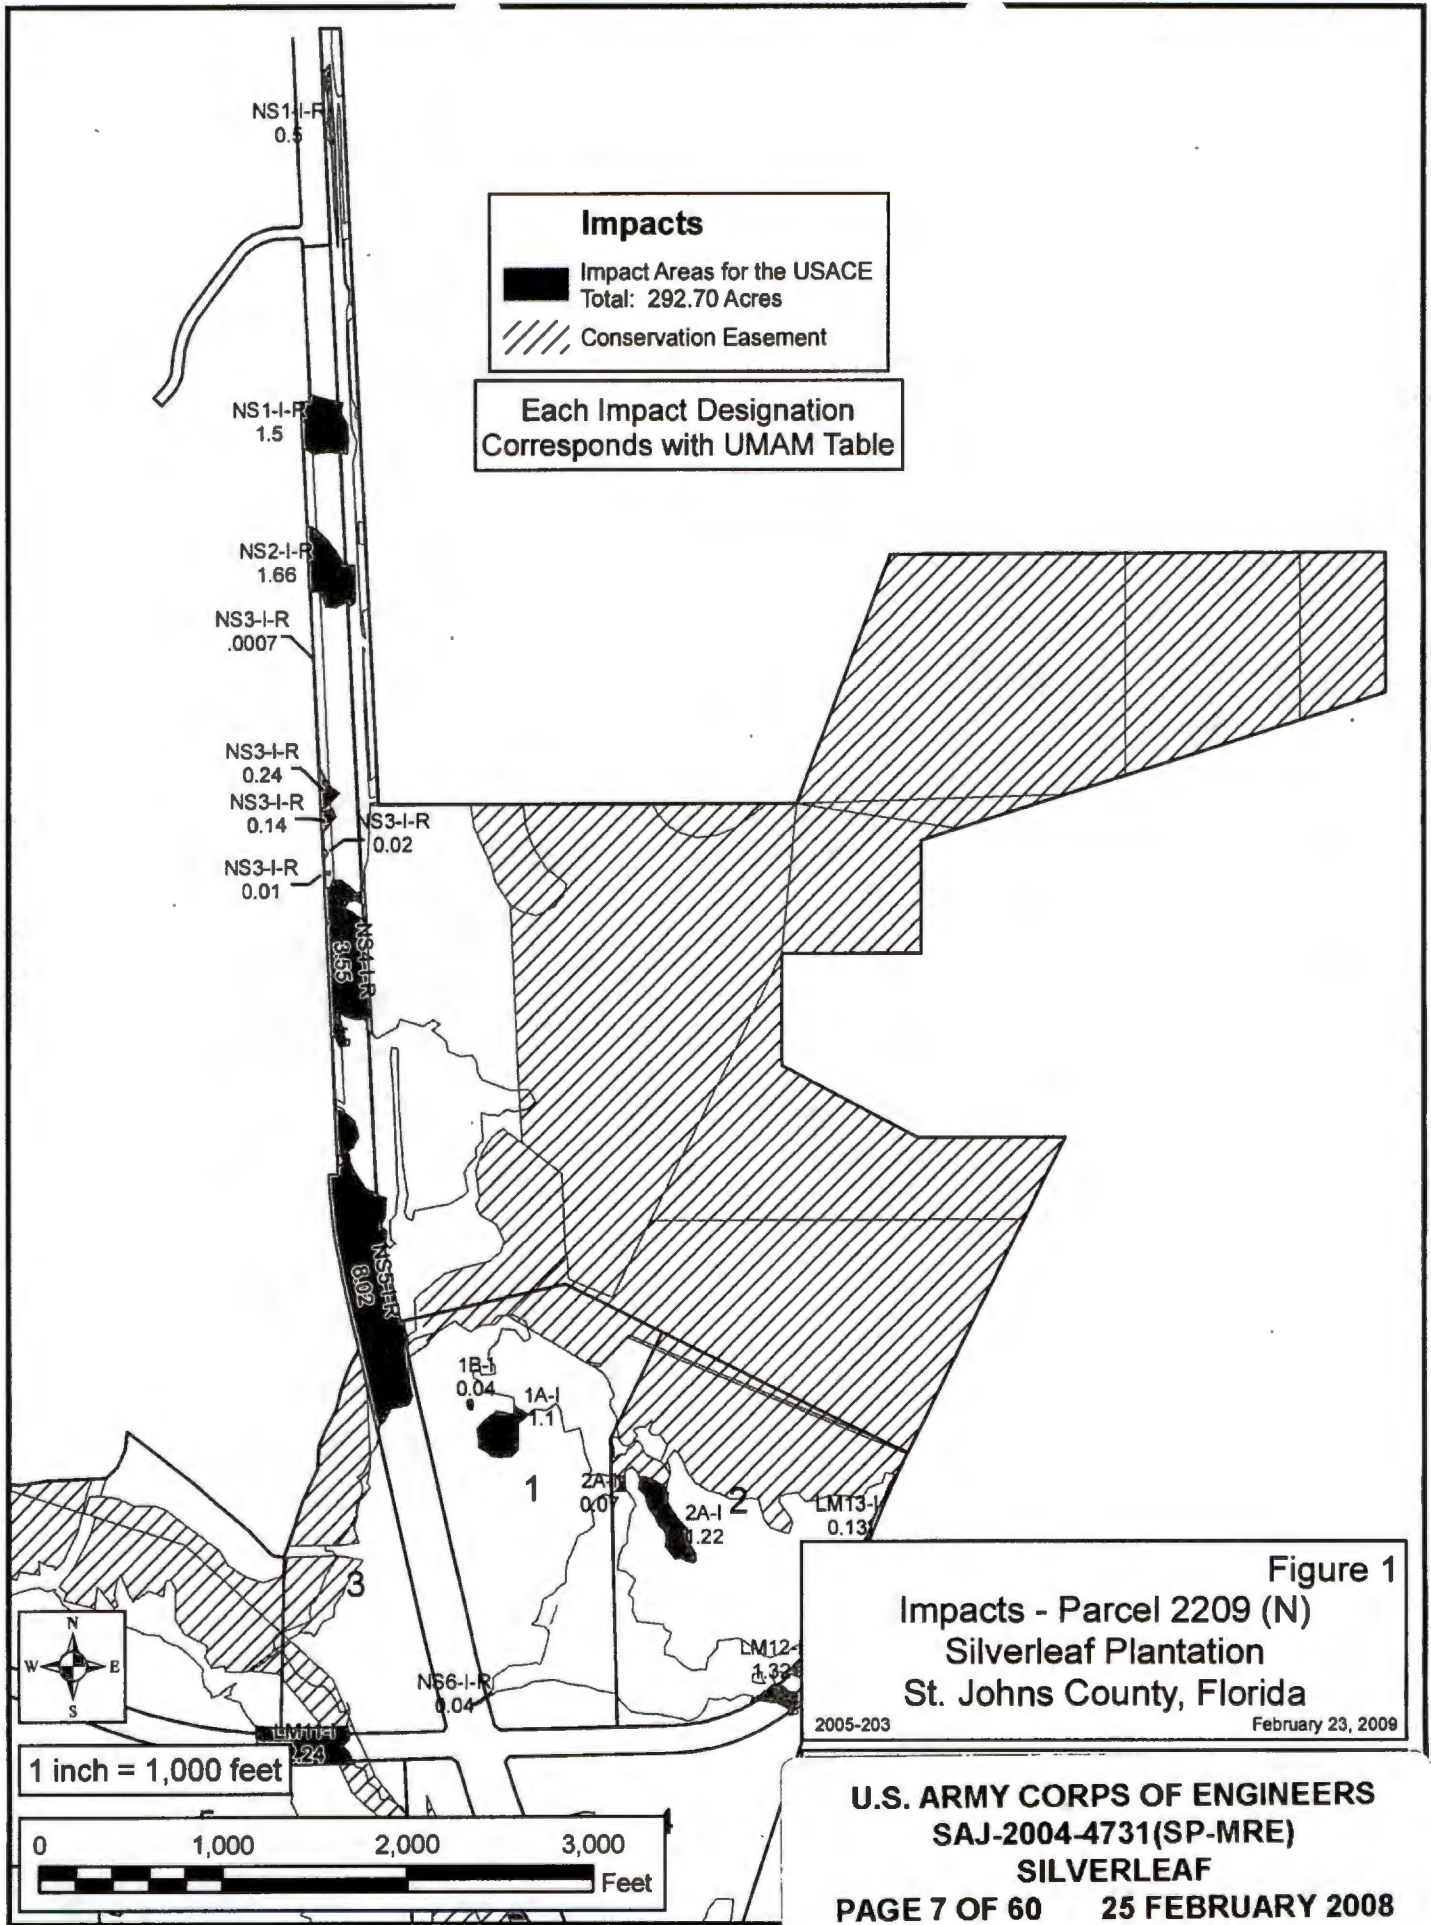 NS1-I-R
0.5
Impacts
Impact Areas for the USACE
Total: 292.70 Acres
Conservation Easement
Each Impact Designation
Corresponds with UMAM Table
NS1-I-R
1.5
NS2-I-R
1.66
NS3-I-R
.0007
NS3-I-R
0.24
NS3-I-R
0.14
NS3-I-R
0.02
NS3-I-R
0.01
NS4-I-R
3.55
NS5-I-R
8.02
1B-I
0.04
1A-I
1.1
1
2A-I
0.07
2A-I
1.22
2
LM13-I
0.13
3
LM12-
1.32
NS6-I-R
0.04
LM11-I
.24
N
W E
S
1 inch = 1,000 feet
0 1,000 2,000 3,000
Feet
Figure 1
Impacts - Parcel 2209 (N)
Silverleaf Plantation
St. Johns County, Florida
2005-203 February 23, 2009
U.S. ARMY CORPS OF ENGINEERS
SAJ-2004-4731(SP-MRE)
SILVERLEAF
PAGE 7 OF 60 25 FEBRUARY 2008